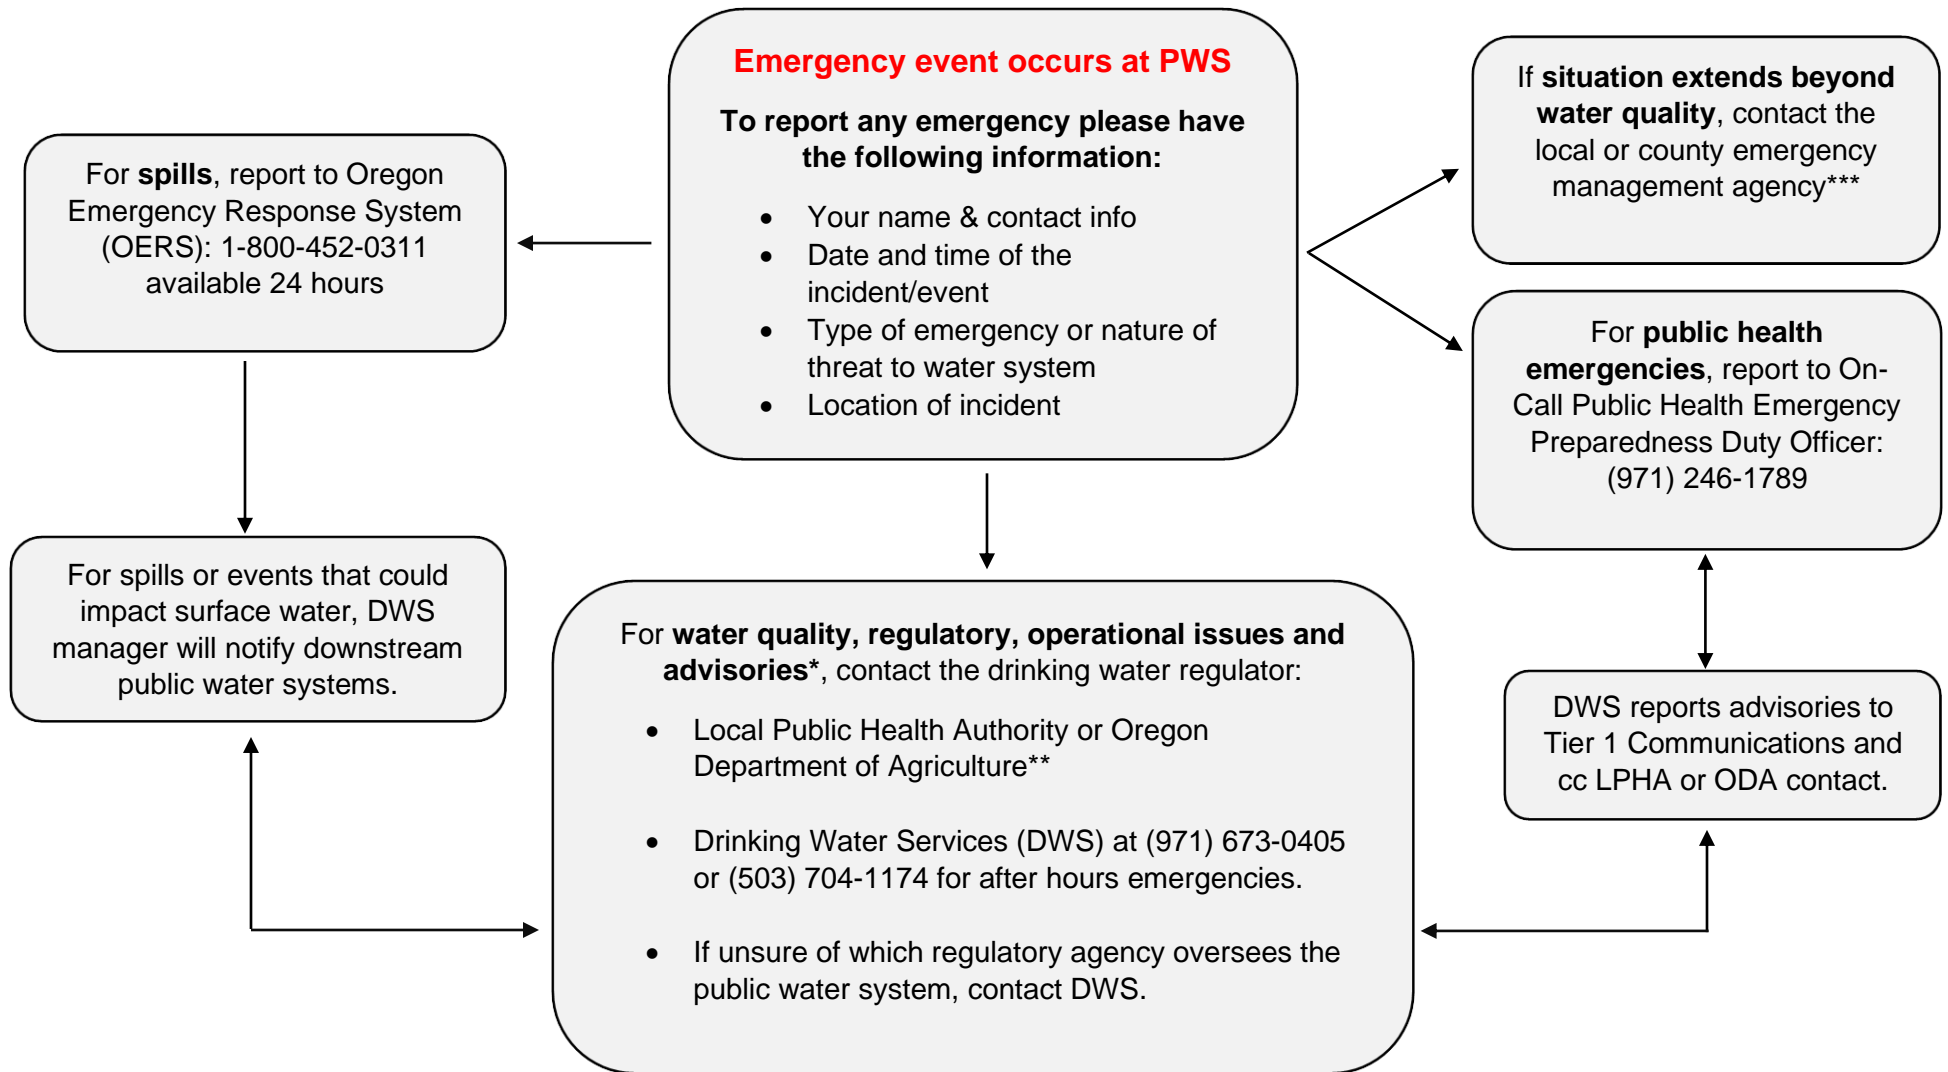 Emergency event occurs at PWS
To report any emergency please have
the following information:
• Your name & contact info
• Date and time of the
incident/event
• Type of emergency or nature of
threat to water system
• Location of incident
For spills, report to Oregon
Emergency Response System
(OERS): 1-800-452-0311
available 24 hours
If situation extends beyond
water quality, contact the
local or county emergency
management agency***
For public health
emergencies, report to On-
Call Public Health Emergency
Preparedness Duty Officer:
(971) 246-1789
For spills or events that could
impact surface water, DWS
manager will notify downstream
public water systems.
For water quality, regulatory, operational issues and
advisories*, contact the drinking water regulator:
• Local Public Health Authority or Oregon
Department of Agriculture**
• Drinking Water Services (DWS) at (971) 673-0405
or (503) 704-1174 for after hours emergencies.
• If unsure of which regulatory agency oversees the
public water system, contact DWS.
DWS reports advisories to
Tier 1 Communications and
cc LPHA or ODA contact.